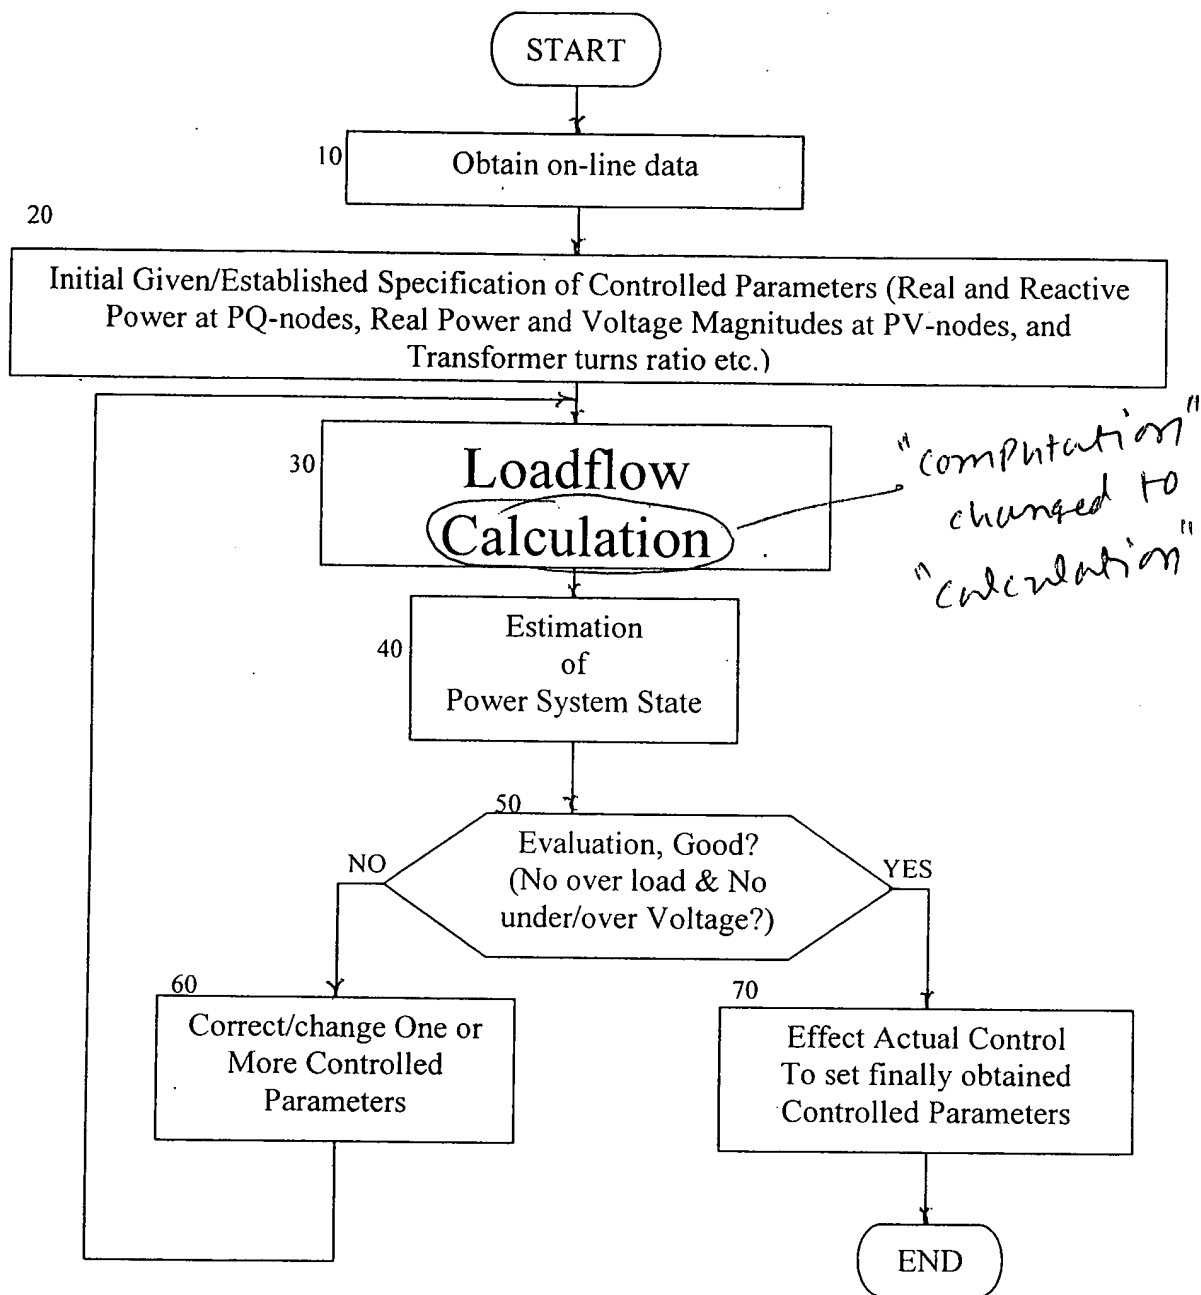 START
10
Obtain on-line data
20
Initial Given/Established Specification of Controlled Parameters (Real and Reactive
Power at PQ-nodes, Real Power and Voltage Magnitudes at PV-nodes, and
Transformer turns ratio etc.)
30
Loadflow
Calculation
"computation"
changed to
"calculation"
40
Estimation
of
Power System State
50
Evaluation, Good?
(No over load & No
under/over Voltage?)
NO
YES
60
Correct/change One or
More Controlled
Parameters
70
Effect Actual Control
To set finally obtained
Controlled Parameters
END